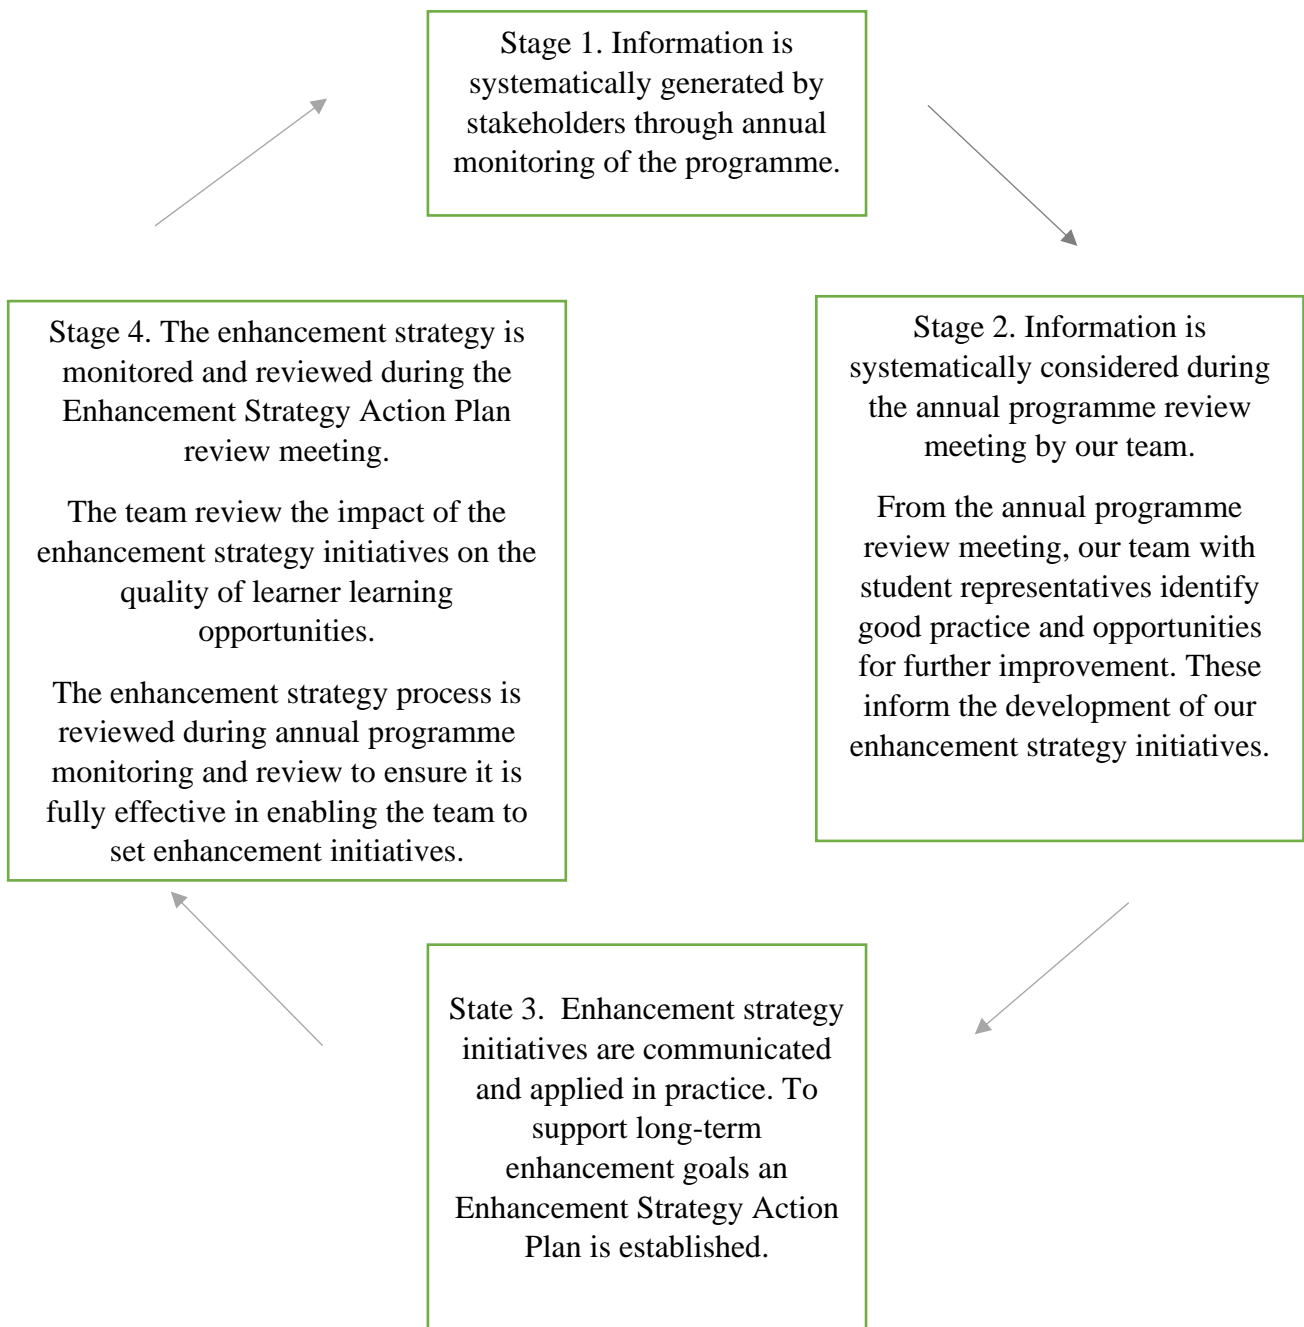 Stage 1. Information is
systematically generated by
stakeholders through annual
monitoring of the programme.
Stage 2. Information is
systematically considered during
the annual programme review
meeting by our team.
From the annual programme
review meeting, our team with
student representatives identify
good practice and opportunities
for further improvement. These
inform the development of our
enhancement strategy initiatives.
State 3.  Enhancement strategy
initiatives are communicated
and applied in practice. To
support long-term
enhancement goals an
Enhancement Strategy Action
Plan is established.
Stage 4. The enhancement strategy is
monitored and reviewed during the
Enhancement Strategy Action Plan
review meeting.
The team review the impact of the
enhancement strategy initiatives on the
quality of learner learning
opportunities.
The enhancement strategy process is
reviewed during annual programme
monitoring and review to ensure it is
fully effective in enabling the team to
set enhancement initiatives.